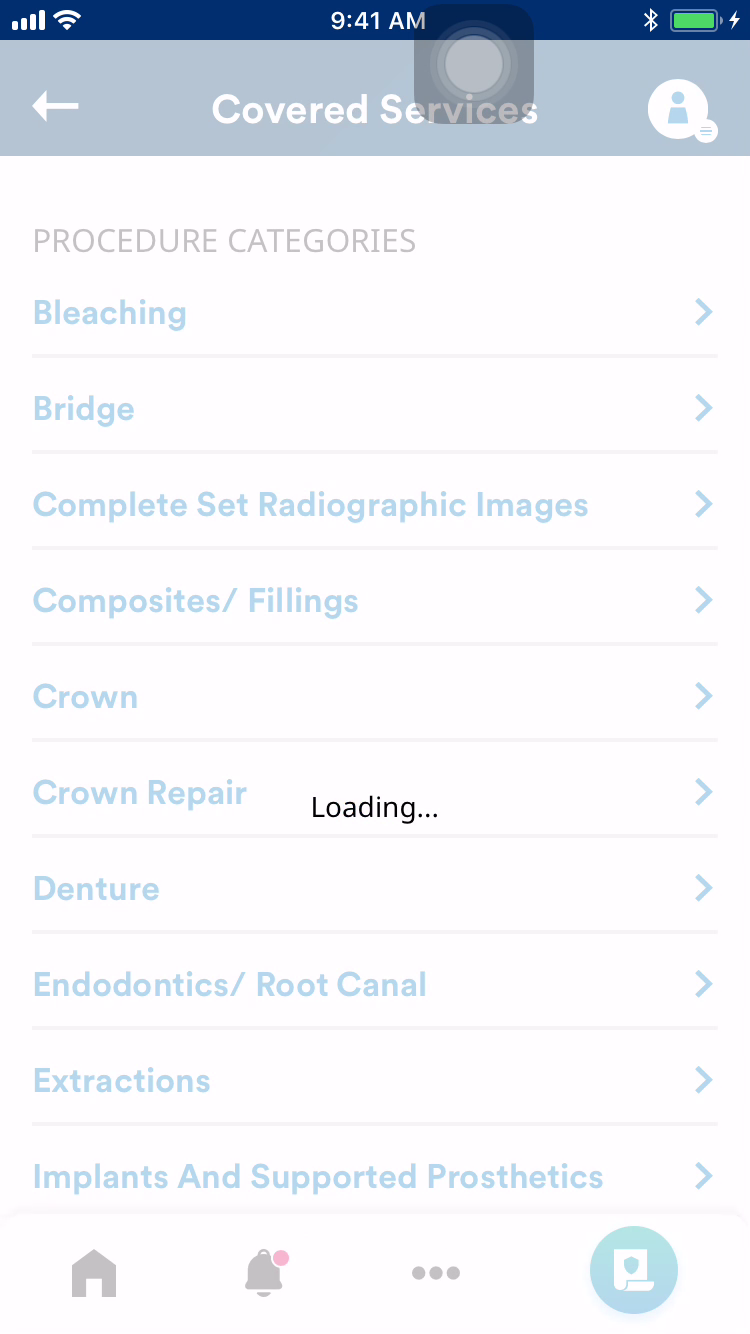 9:41 AM
Covered Services
PROCEDURE CATEGORIES
Bleaching
Bridge
Complete Set Radiographic Images
Composites/ Fillings
Crown
Crown Repair
Loading...
Denture
Endodontics/ Root Canal
Extractions
Implants And Supported Prosthetics